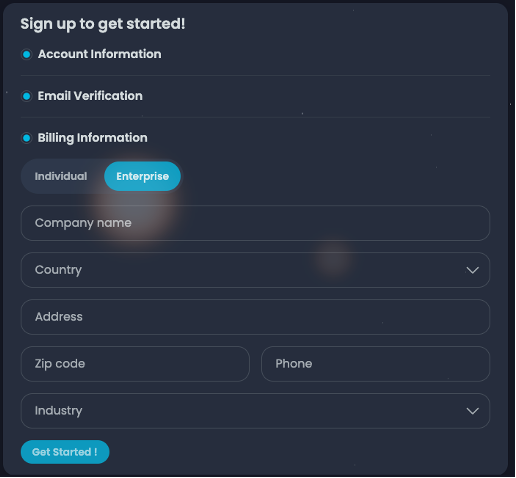 Sign up to get started!
Account Information
Email Verification
Billing Information
Individual Enterprise
Company name
Country
Address
Zip code Phone
Industry
Get Started !